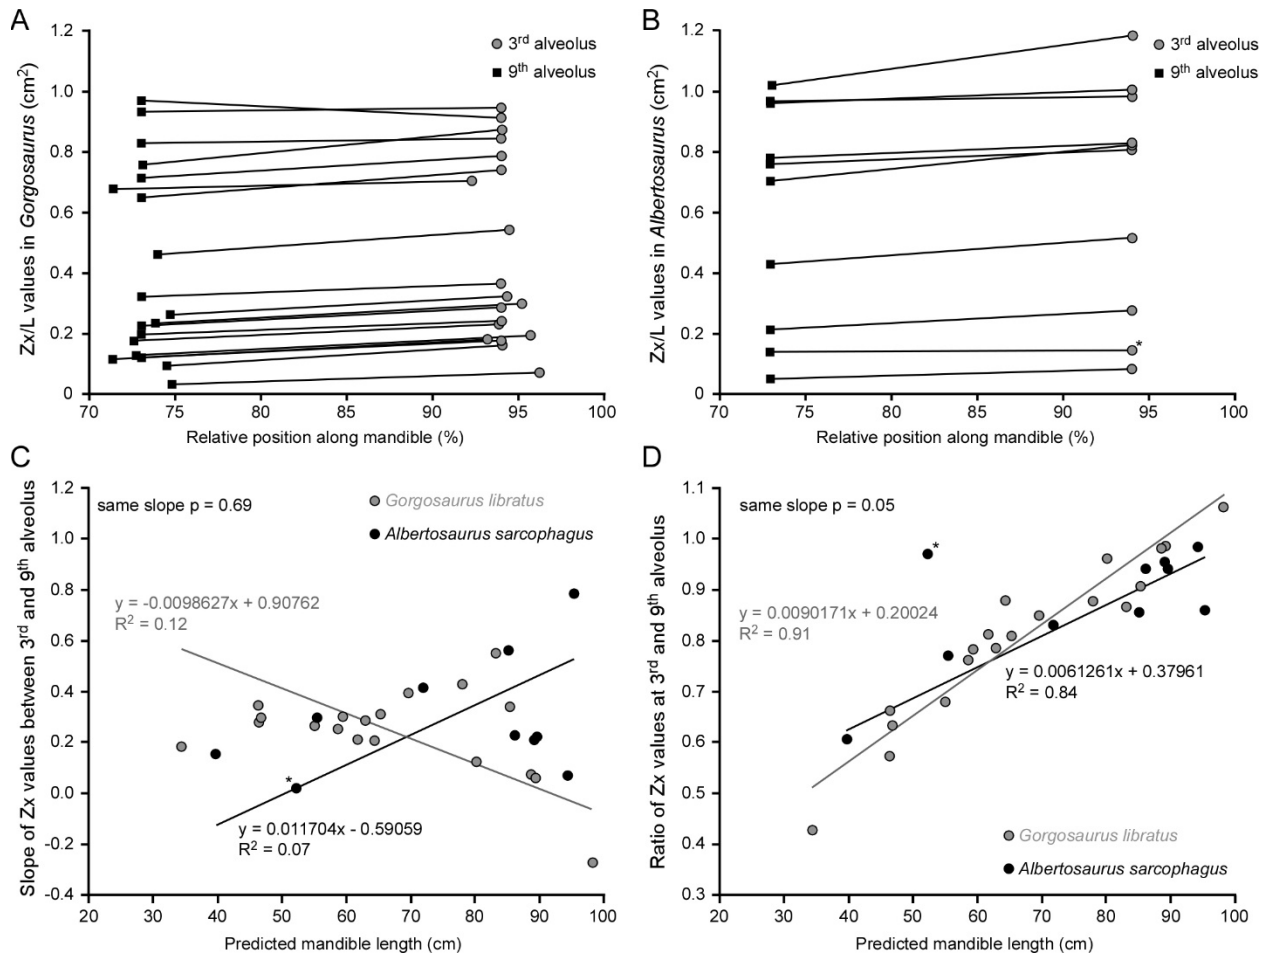 A
Zx/L values in Gorgosaurus (cm²)
1.2
1.0
0.8
0.6
0.4
0.2
0
3rd alveolus
9th alveolus
70 75 80 85 90 95 100
Relative position along mandible (%)
B
Zx/L values in Albertosaurus (cm²)
1.2
1.0
0.8
0.6
0.4
0.2
0
3rd alveolus
9th alveolus
*
70 75 80 85 90 95 100
Relative position along mandible (%)
C
Slope of Zx values between 3rd and 9th alveolus
1.2
1.0
0.8
0.6
0.4
0.2
0.0
-0.2
-0.4
same slope p = 0.69
Gorgosaurus libratus
Albertosaurus sarcophagus
y = -0.0098627x + 0.90762
R² = 0.12
*
y = 0.011704x - 0.59059
R² = 0.07
20 30 40 50 60 70 80 90 100
Predicted mandible length (cm)
D
Ratio of Zx values at 3rd and 9th alveolus
1.1
1.0
0.9
0.8
0.7
0.6
0.5
0.4
0.3
same slope p = 0.05
*
y = 0.0090171x + 0.20024
R² = 0.91
y = 0.0061261x + 0.37961
R² = 0.84
Gorgosaurus libratus
Albertosaurus sarcophagus
20 30 40 50 60 70 80 90 100
Predicted mandible length (cm)